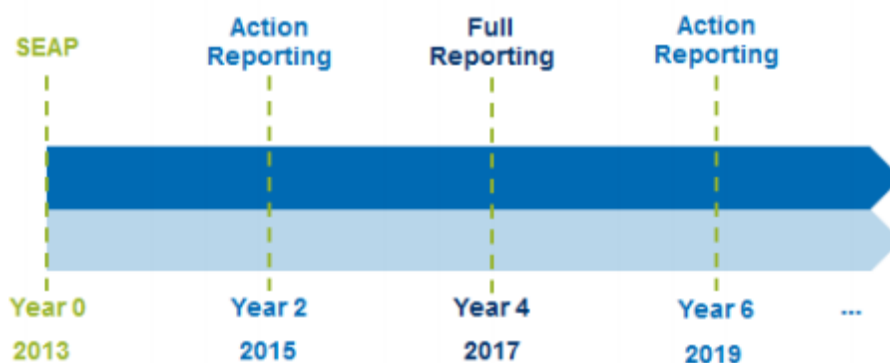 SEAP
Action
Reporting
Full
Reporting
Action
Reporting
Year 0
Year 2
Year 4
Year 6
...
2013
2015
2017
2019